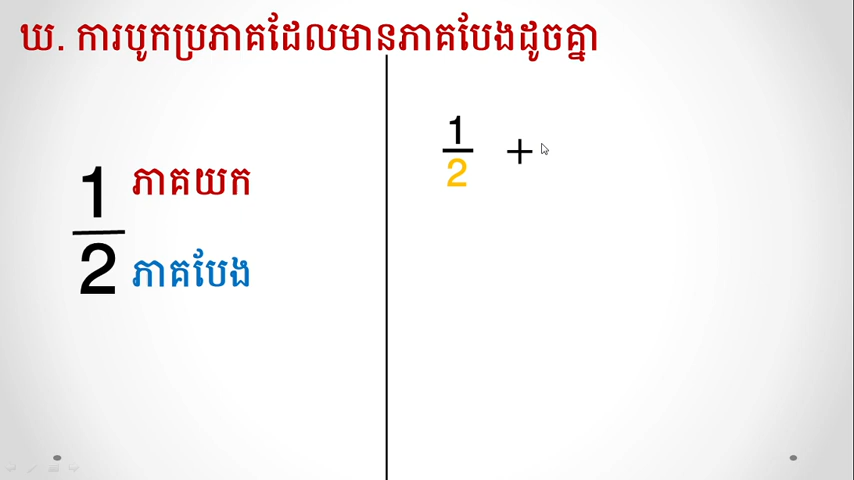 ឃ. ការបូកប្រភាគដែលមានភាគបែងដូចគ្នា
1 ភាគយក
2 ភាគបែង
1
2
+